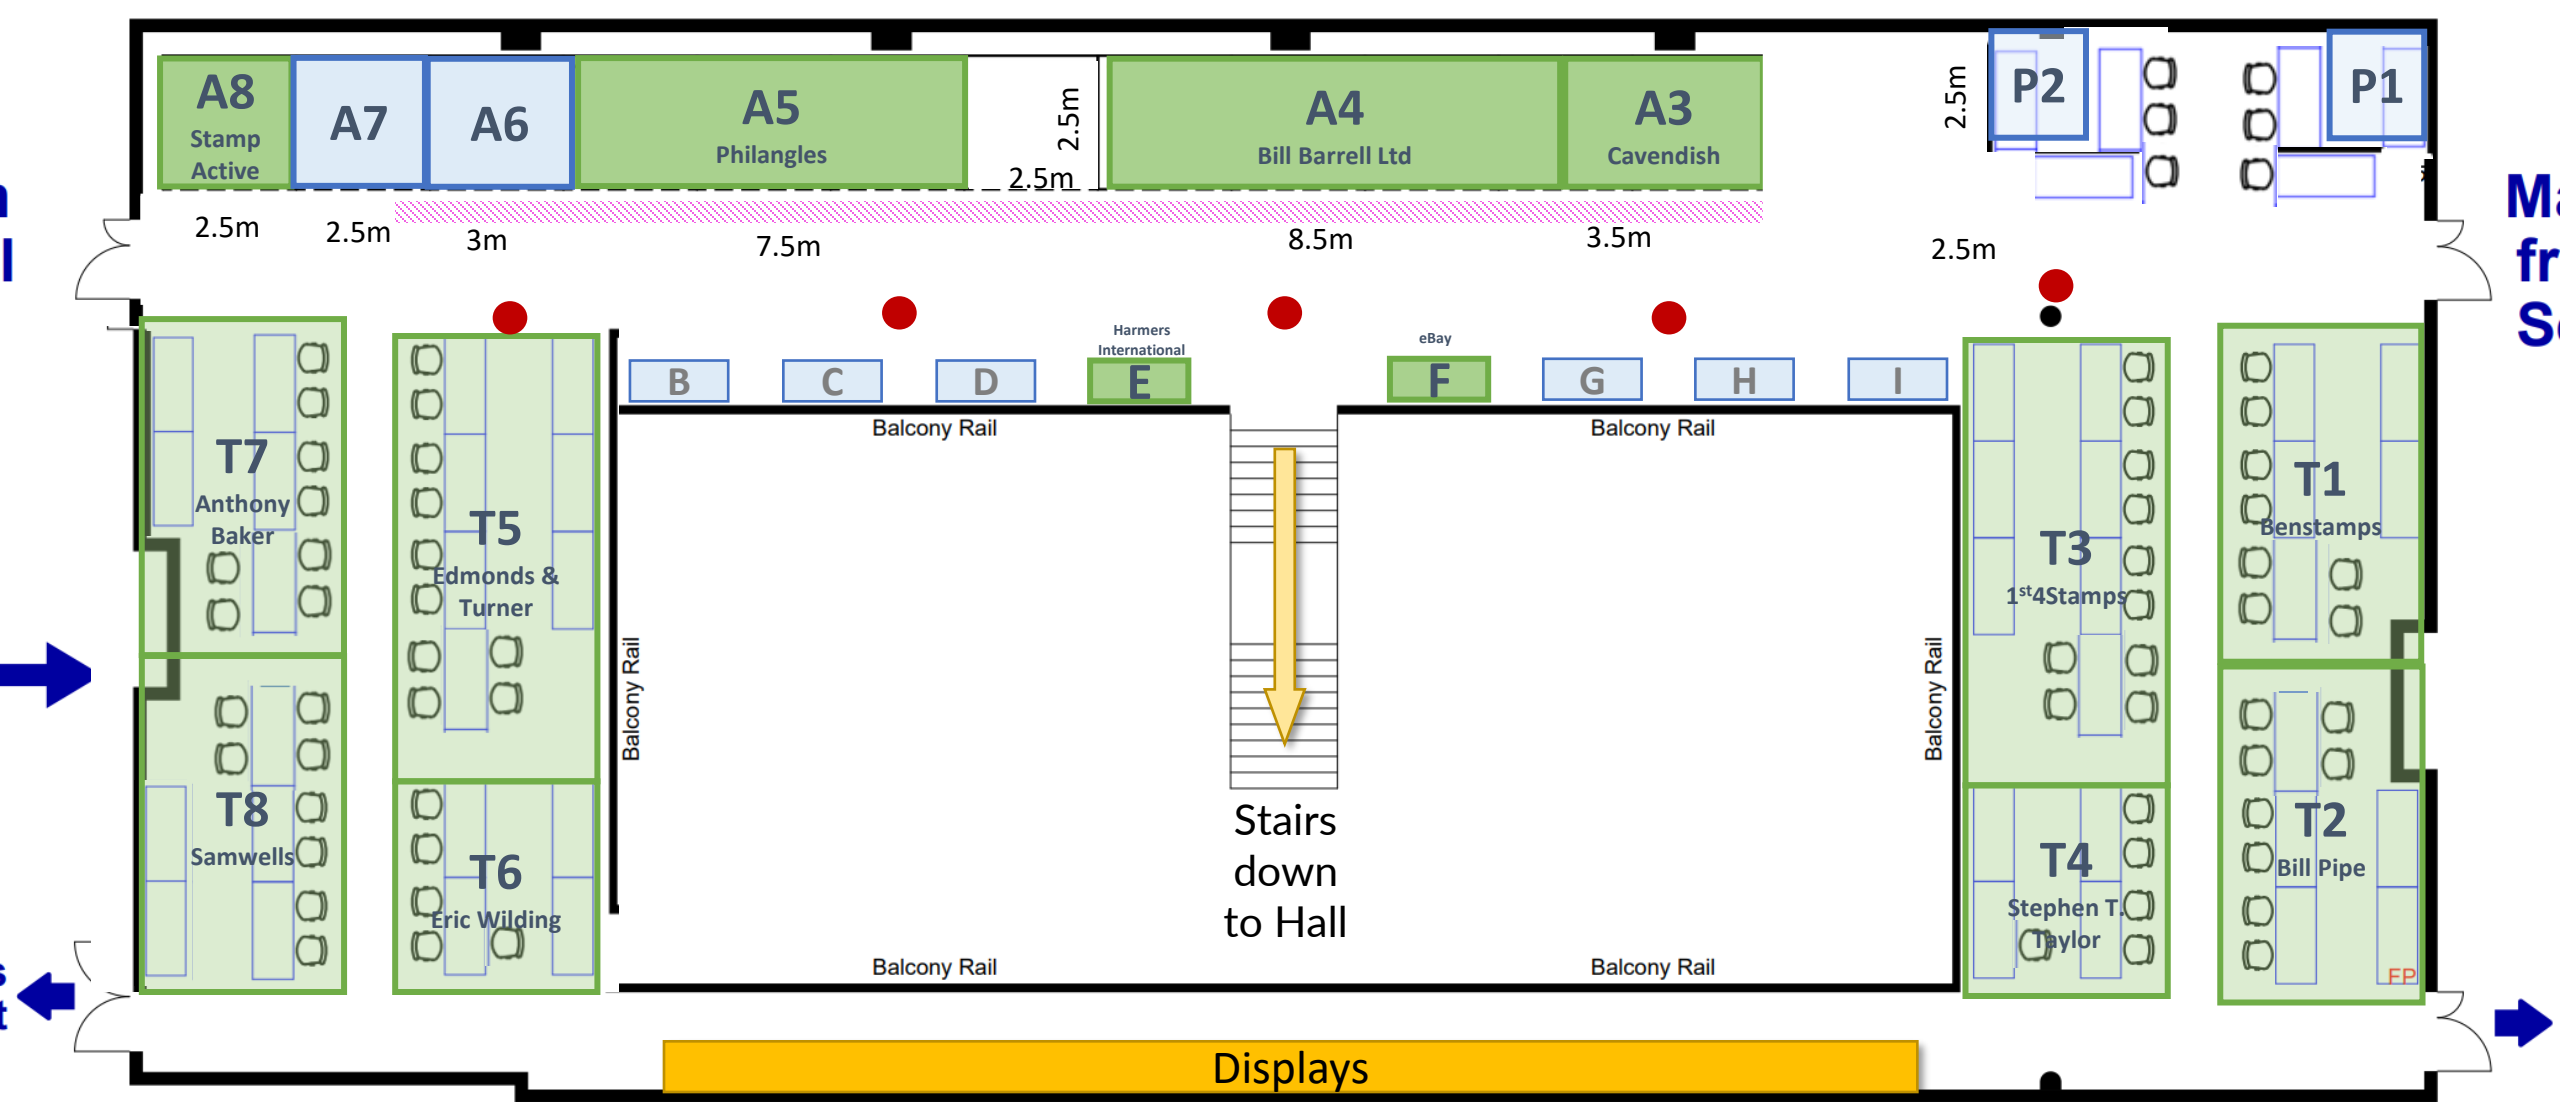 A8
Stamp
Active
A7
A6
A5
Philangles
2.5m
2.5m
A4
Bill Barrell Ltd
A3
Cavendish
2.5m
P2
P1
2.5m
2.5m
3m
7.5m
8.5m
3.5m
2.5m
Harmers
International
eBay
B
C
D
E
F
G
H
I
Balcony Rail
Balcony Rail
T7
Anthony
Baker
T5
Edmonds &
Turner
T8
Samwells
T6
Eric Wilding
Balcony Rail
Stairs
down
to Hall
Balcony Rail
T3
1st4Stamps
T1
Benstamps
T4
Stephen T.
Taylor
T2
Bill Pipe
FP
Balcony Rail
Balcony Rail
Displays